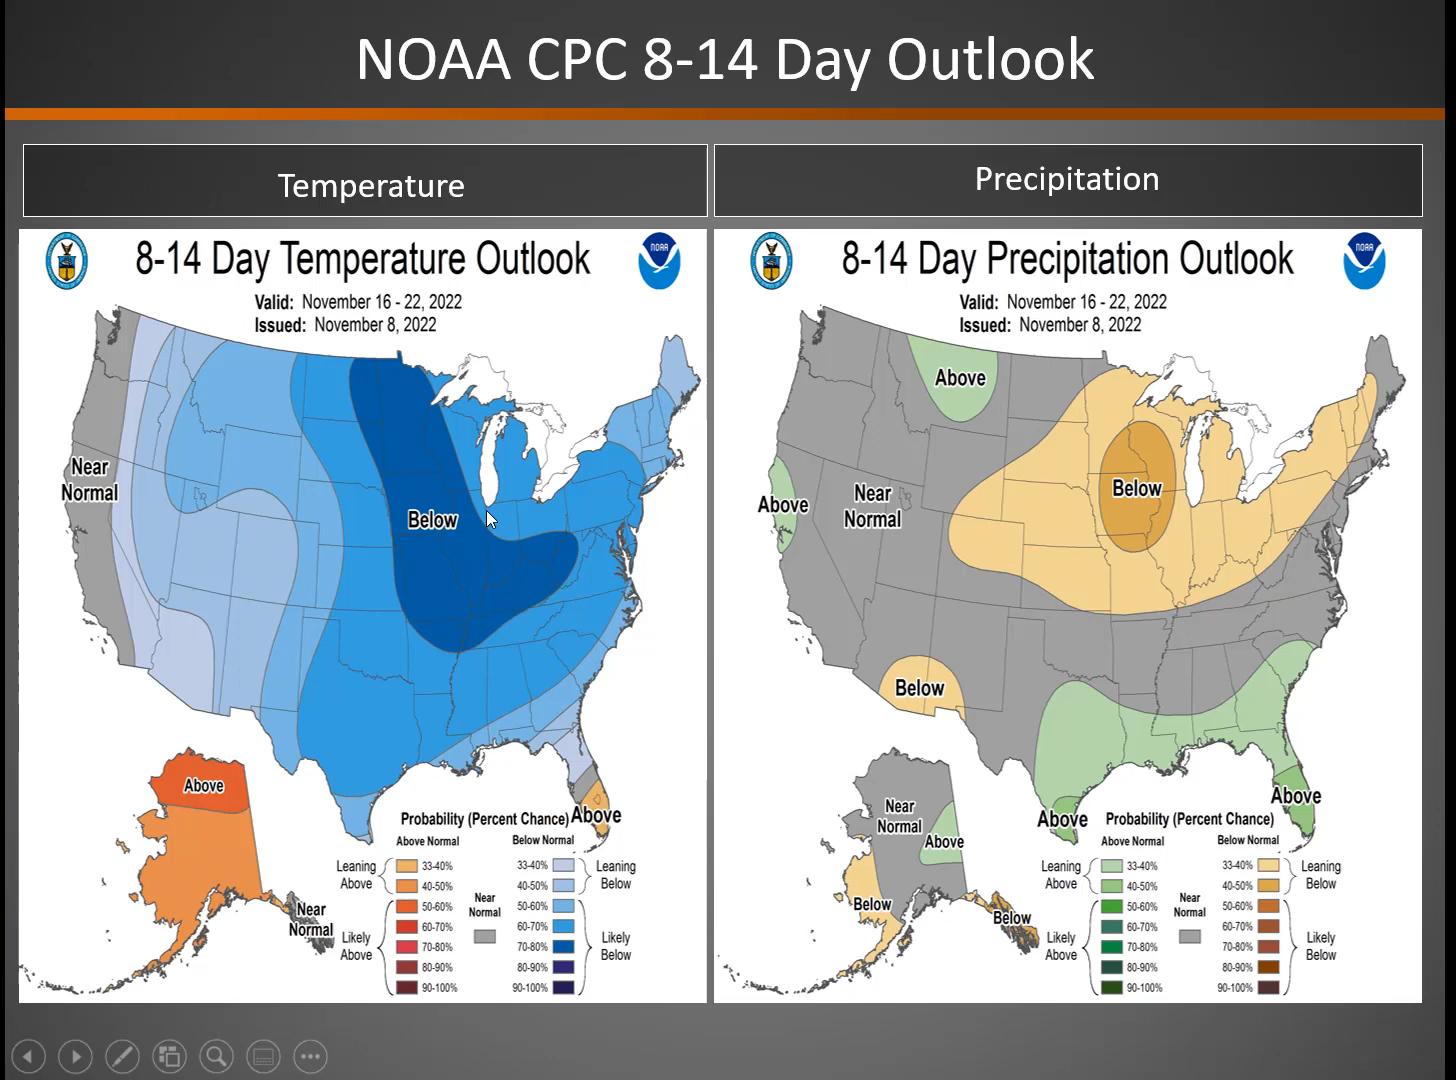 NOAA CPC 8-14 Day Outlook
Temperature
8-14 Day Temperature Outlook
NOAA
Valid: November 16 - 22, 2022
Issued: November 8, 2022
Near
Normal
Below
Above
Near
Normal
Above
Probability (Percent Chance)
Above Normal
Below Normal
Leaning
Above
33-40%
40-50%
Likely
Above
50-60%
60-70%
70-80%
80-90%
90-100%
Near
Normal
33-40%
40-50%
Leaning
Below
50-60%
60-70%
70-80%
80-90%
90-100%
Likely
Below
Precipitation
8-14 Day Precipitation Outlook
NOAA
Valid: November 16 - 22, 2022
Issued: November 8, 2022
Above
Above
Near
Normal
Below
Below
Near
Normal
Above
Below
Below
Above
Above
Probability (Percent Chance)
Above Normal
Below Normal
Leaning
Above
33-40%
40-50%
Likely
Above
50-60%
60-70%
70-80%
80-90%
90-100%
Near
Normal
33-40%
40-50%
Leaning
Below
50-60%
60-70%
70-80%
80-90%
90-100%
Likely
Below